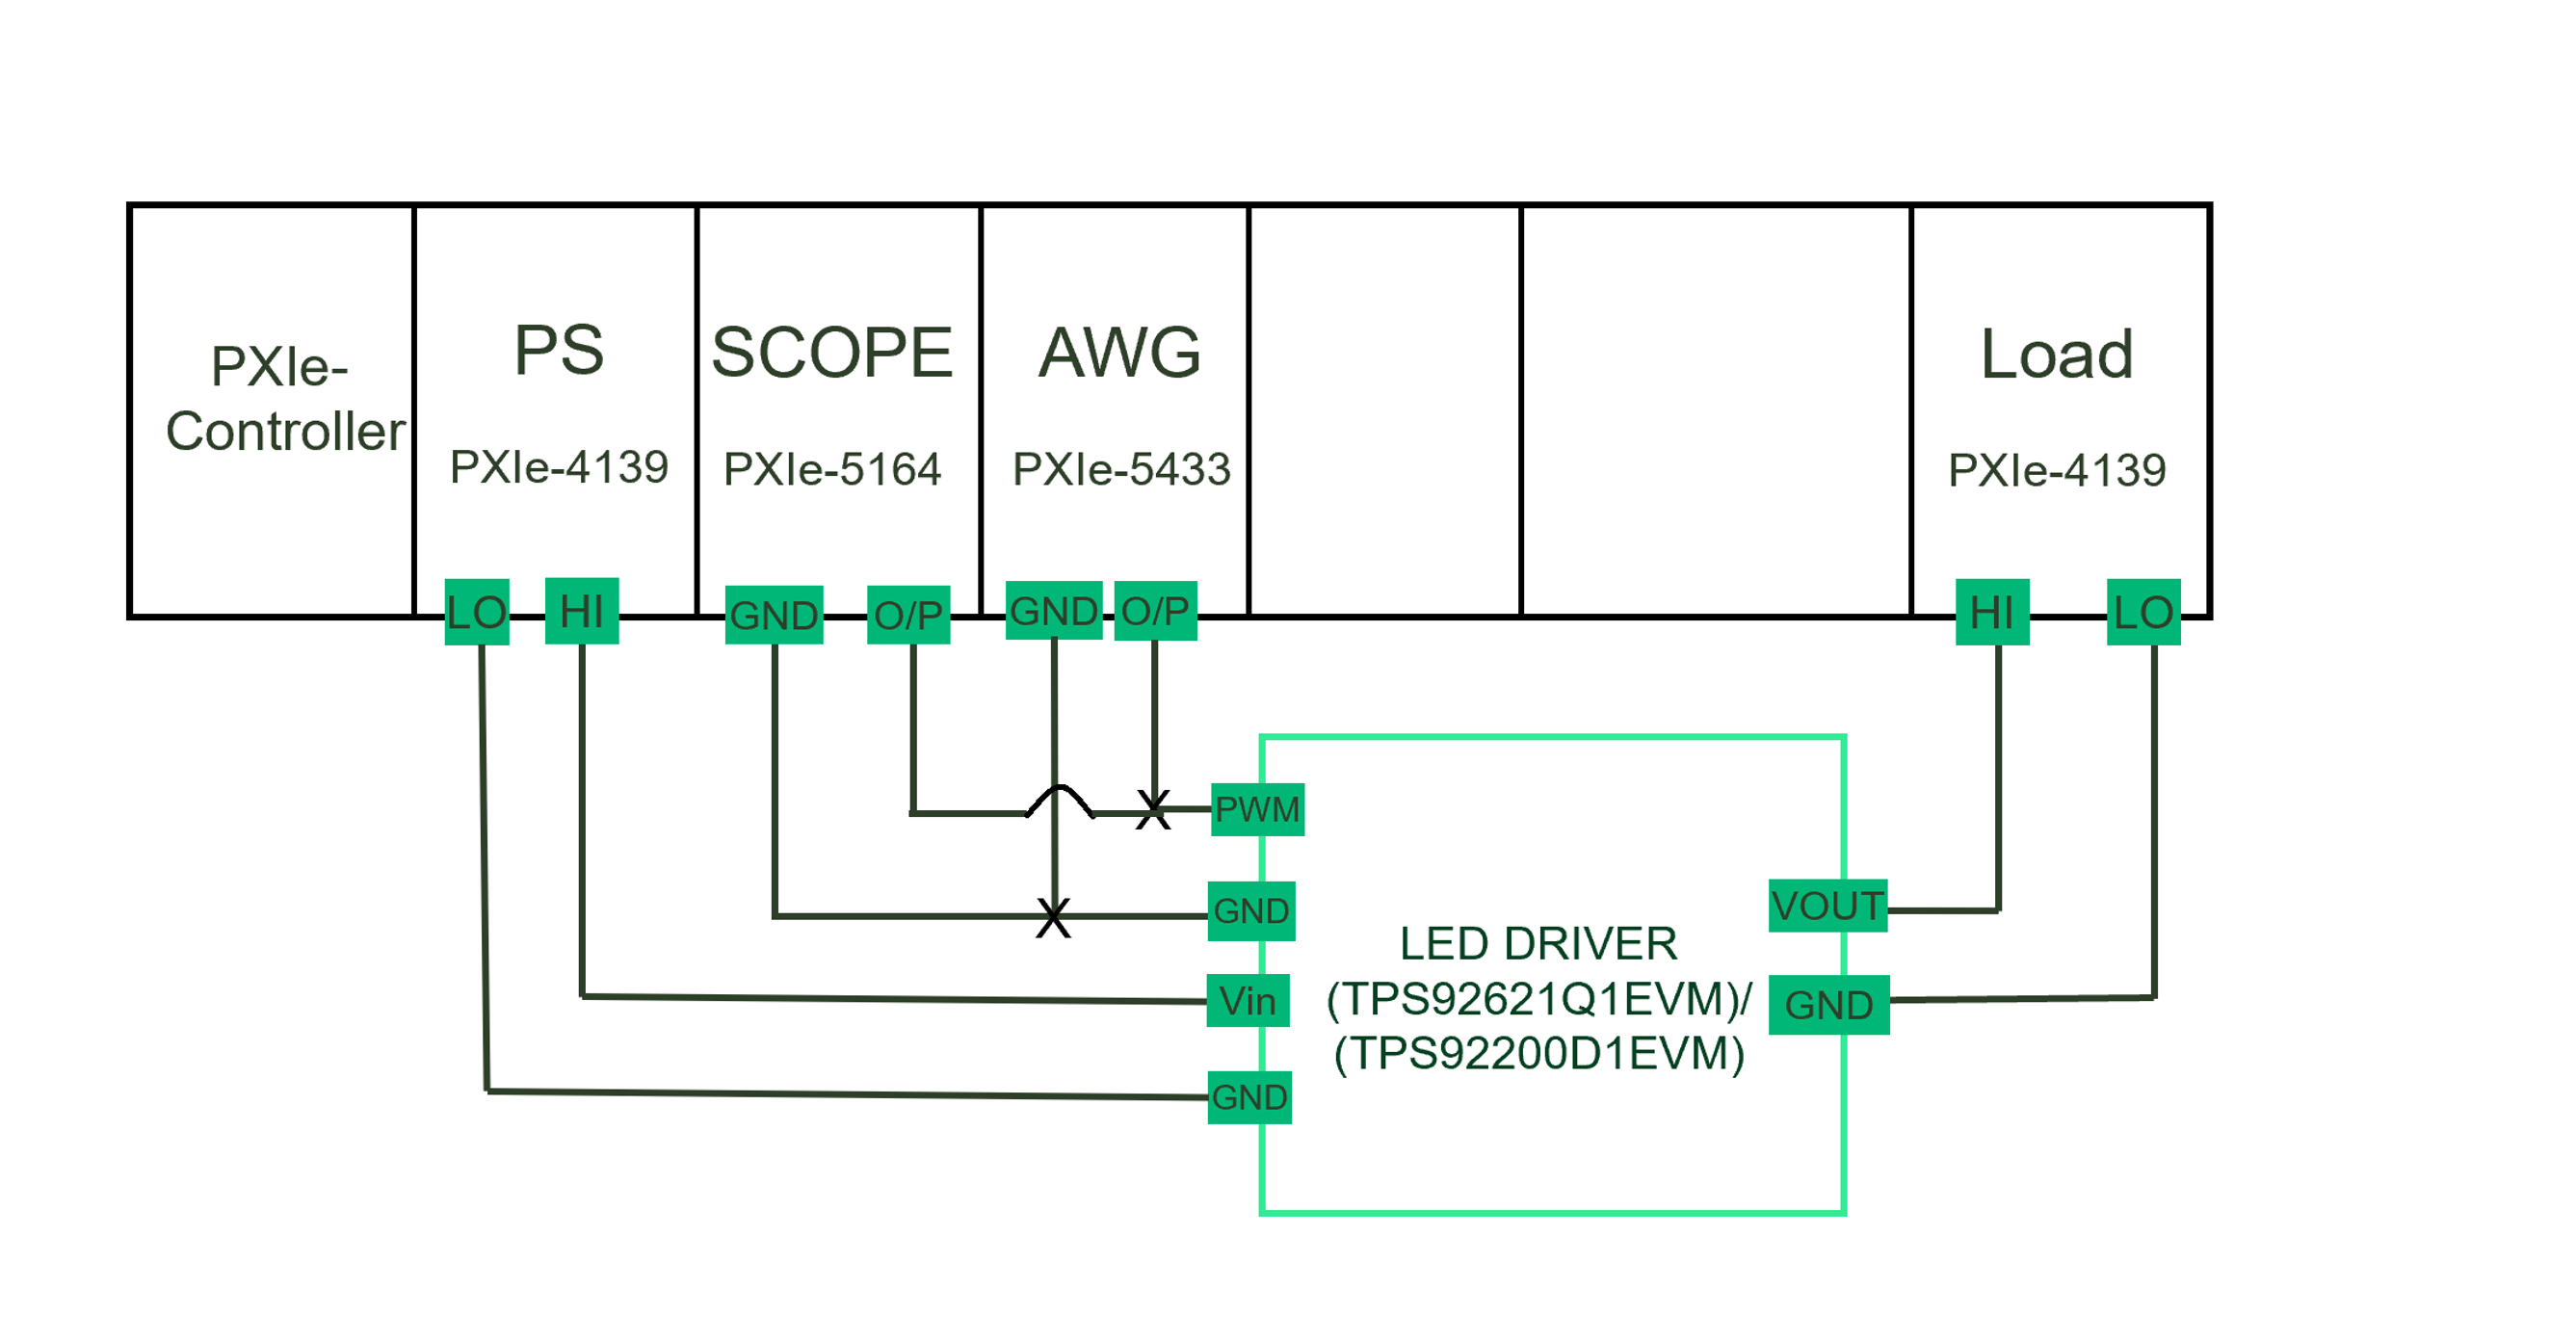 PXIe-
Controller
PS
PXIe-4139
SCOPE
PXIe-5164
AWG
PXIe-5433
Load
PXIe-4139
LO
HI
GND
O/P
GND
O/P
HI
LO
X
X
PWM
GND
Vin
GND
LED DRIVER
(TPS92621Q1EVM)/
(TPS92200D1EVM)
VOUT
GND